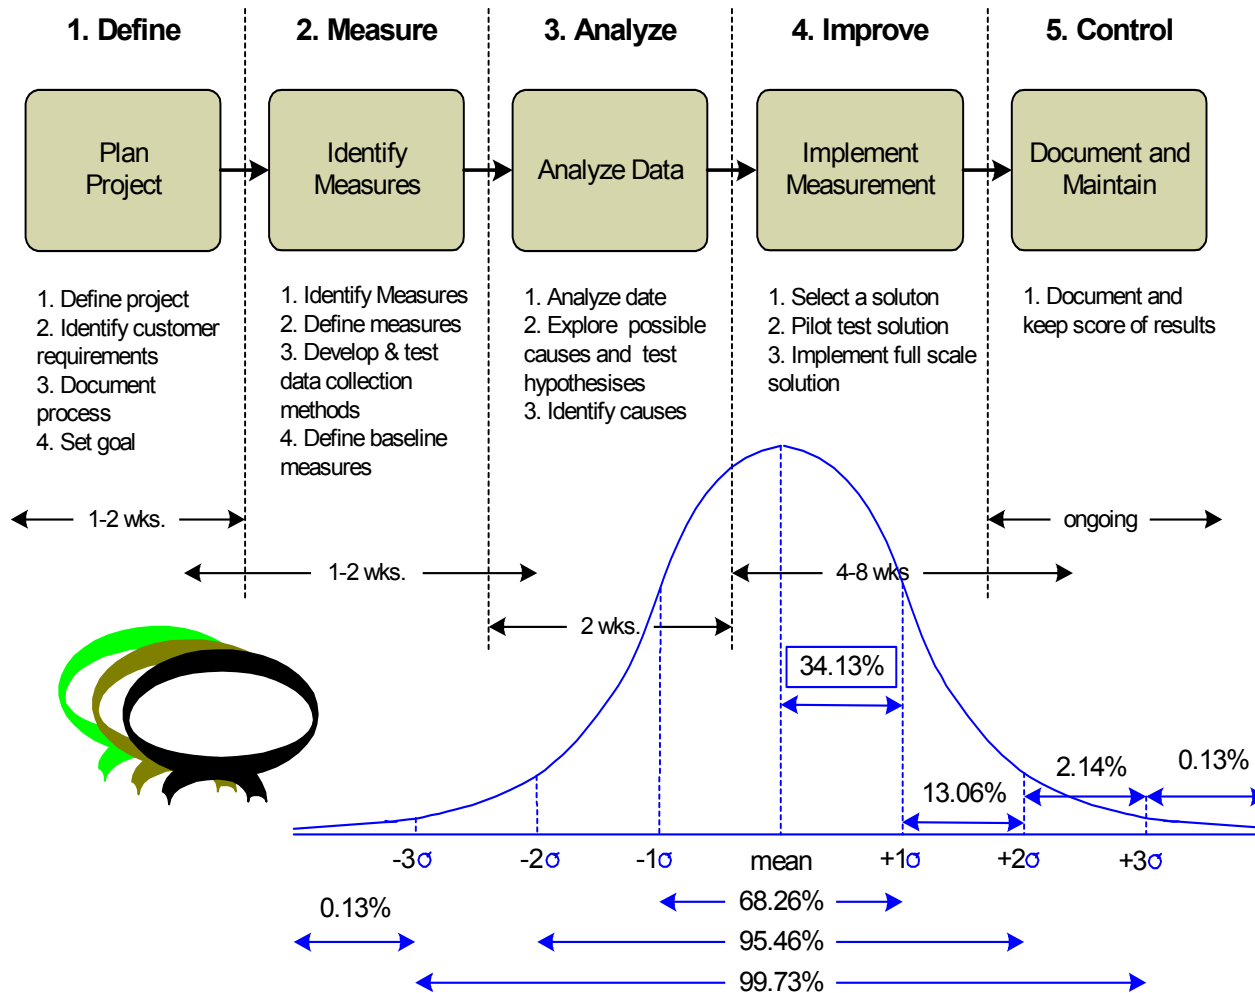 1. Define
2. Measure
3. Analyze
4. Improve
5. Control
Plan
Project
Identify
Measures
Analyze Data
Implement
Measurement
Document and
Maintain
1. Define project
2. Identify customer
requirements
3. Document
process
4. Set goal
1. Identify Measures
2. Define measures
3. Develop & test
data collection
methods
4. Define baseline
measures
1. Analyze date
2. Explore possible
causes and test
hypothesises
3. Identify causes
1. Select a soluton
2. Pilot test solution
3. Implement full scale
solution
1. Document and
keep score of results
1-2 wks.
ongoing
1-2 wks.
4-8 wks
2 wks.
34.13%
13.06%
2.14%
0.13%
-3σ
-2σ
-1σ
mean
+1σ
+2σ
+3σ
68.26%
0.13%
95.46%
99.73%